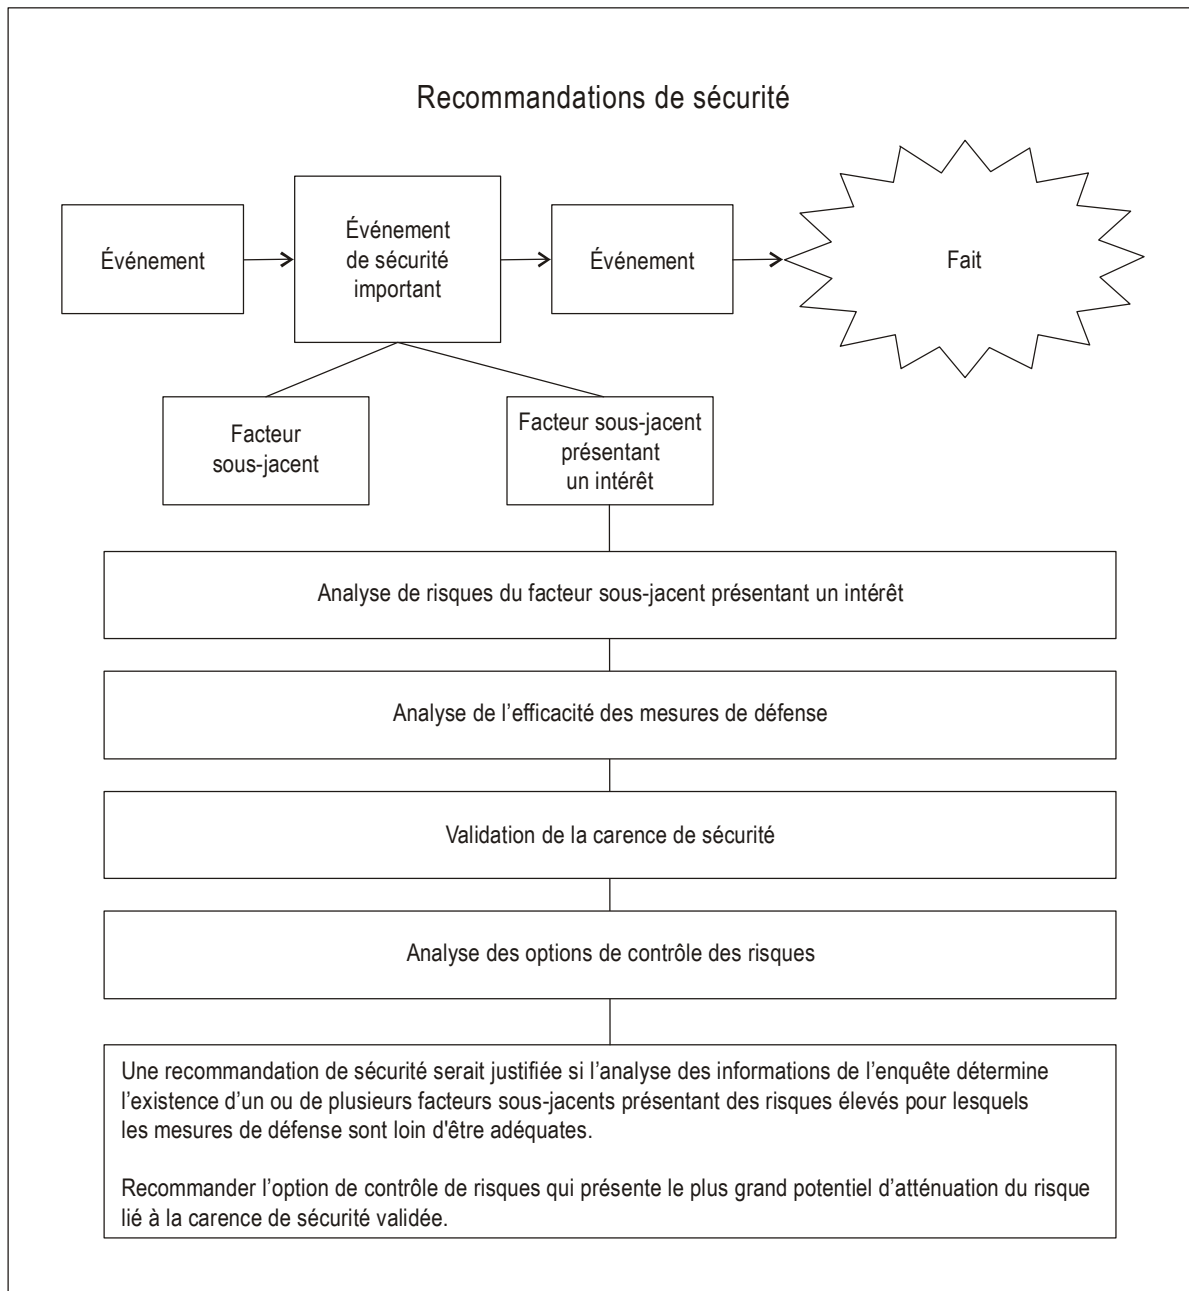 Recommandations de sécurité
Événement
Événement
de sécurité
important
Événement
Fait
Facteur
sous-jacent
Facteur sous-jacent
présentant
un intérêt
Analyse de risques du facteur sous-jacent présentant un intérêt
Analyse de l’efficacité des mesures de défense
Validation de la carence de sécurité
Analyse des options de contrôle des risques
Une recommandation de sécurité serait justifiée si l’analyse des informations de l’enquête détermine
l’existence d’un ou de plusieurs facteurs sous-jacents présentant des risques élevés pour lesquels
les mesures de défense sont loin d'être adéquates.
Recommander l’option de contrôle de risques qui présente le plus grand potentiel d’atténuation du risque
lié à la carence de sécurité validée.